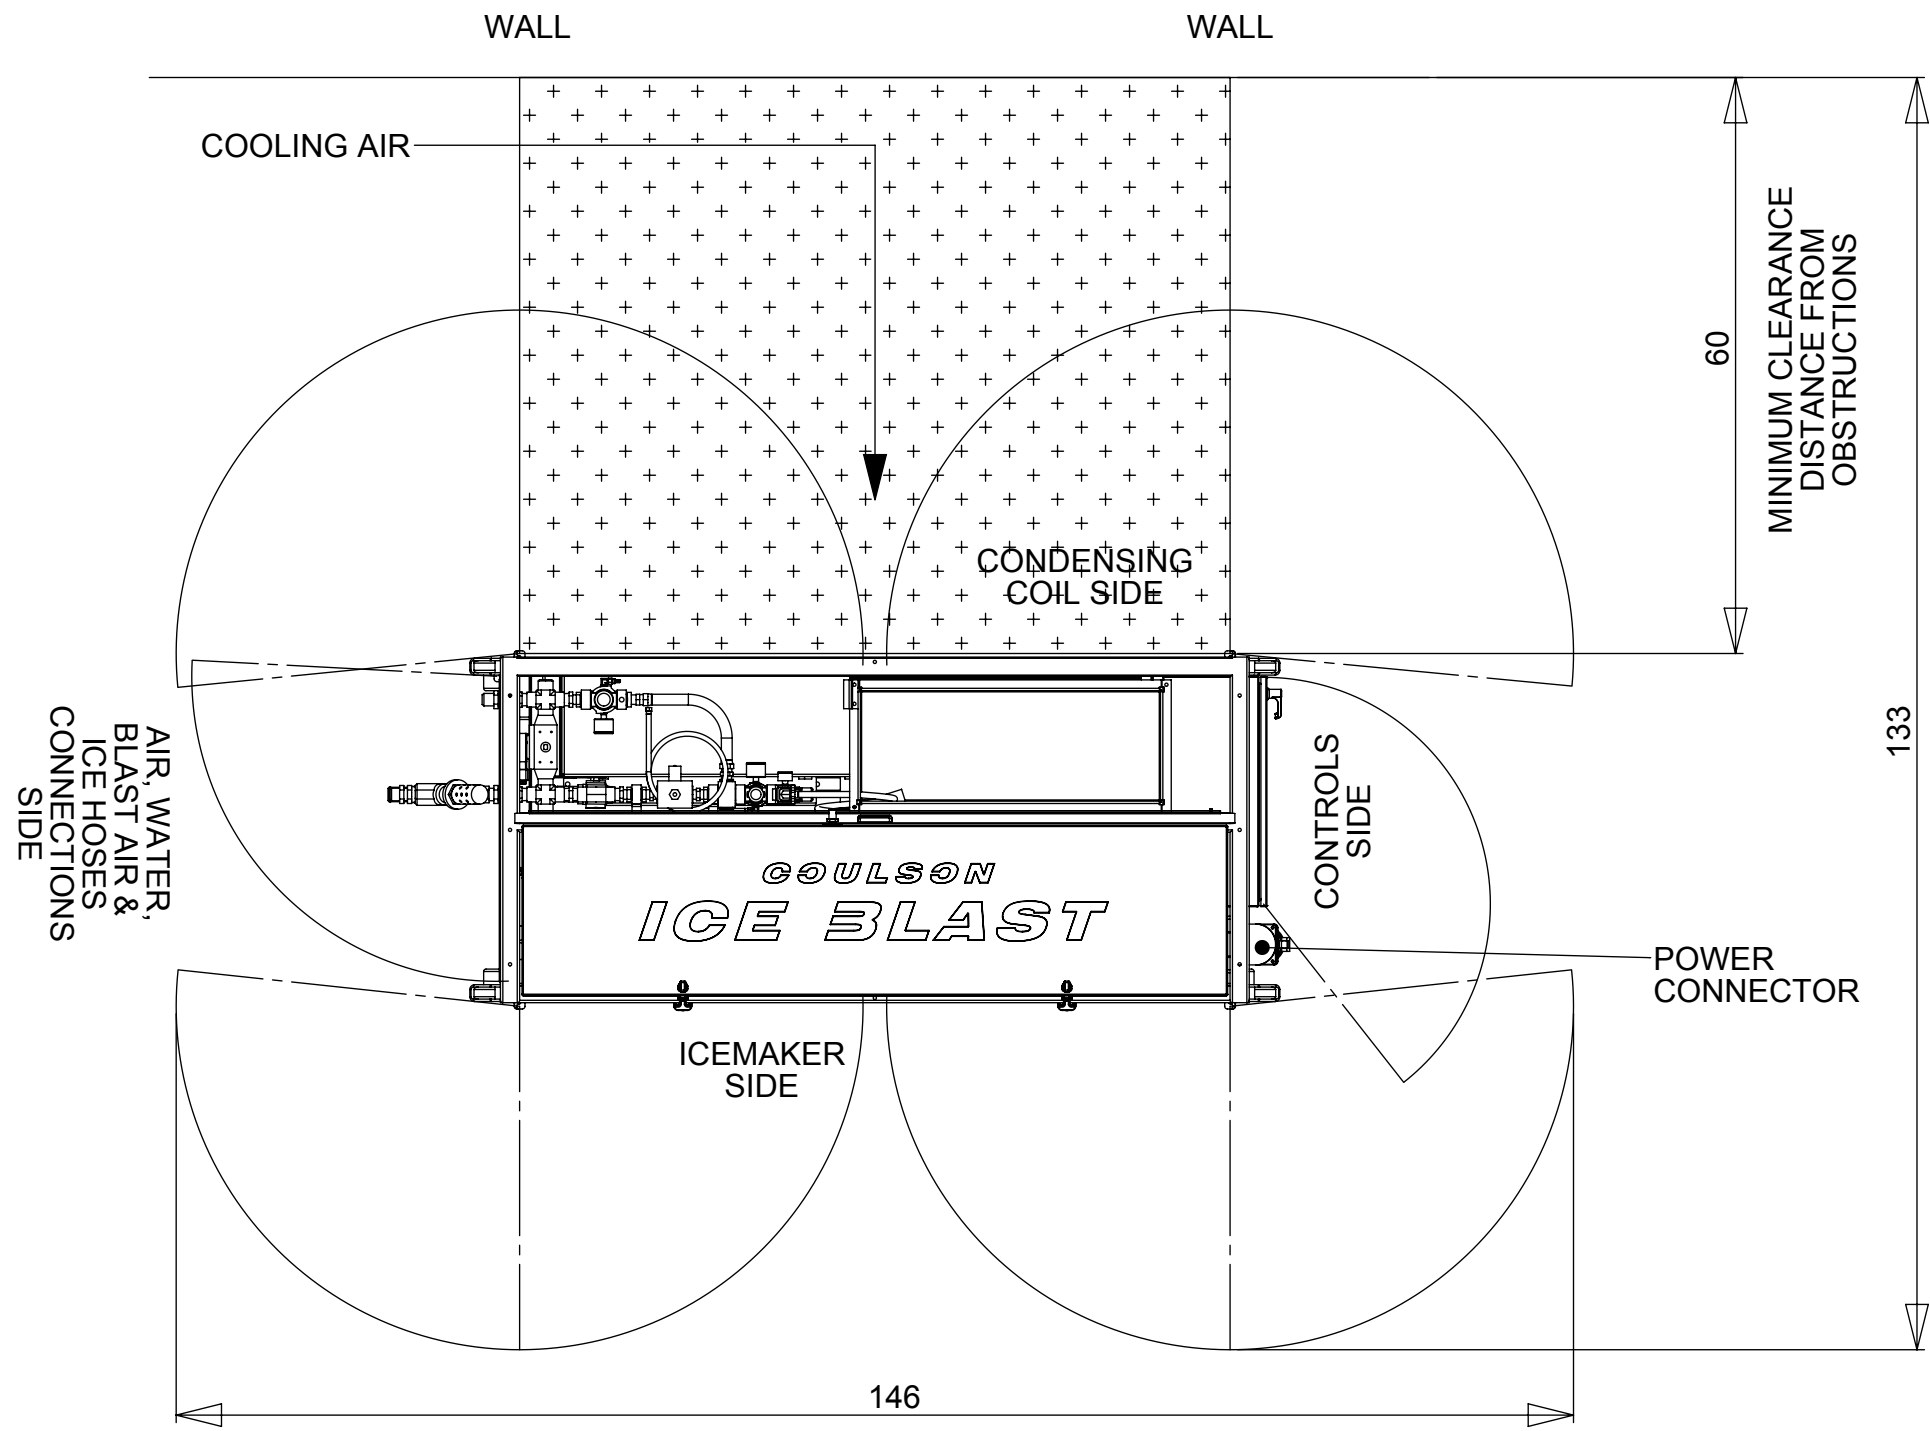 WALL
WALL
COOLING AIR
60
MINIMUM CLEARANCE
DISTANCE FROM
OBSTRUCTIONS
133
CONDENSING
COIL SIDE
AIR, WATER,
BLAST AIR &
ICE HOSES
CONNECTIONS
SIDE
CONTROLS
SIDE
COULSON
ICE BLAST
POWER
CONNECTOR
ICEMAKER
SIDE
146